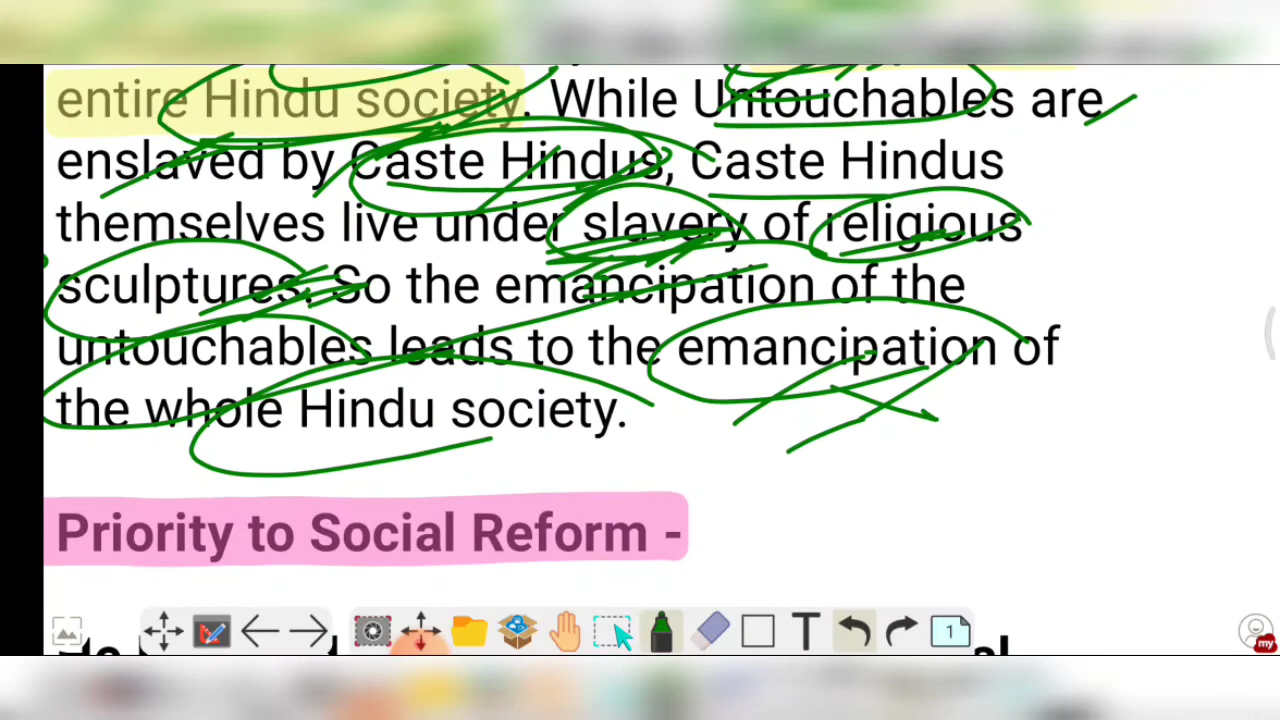 entire Hindu society. While Untouchables are
enslaved by Caste Hindus, Caste Hindus
themselves live under slavery of religious
sculptures. So the emancipation of the
untouchables leads to the emancipation of
the whole Hindu society.
Priority to Social Reform -
T
1
my